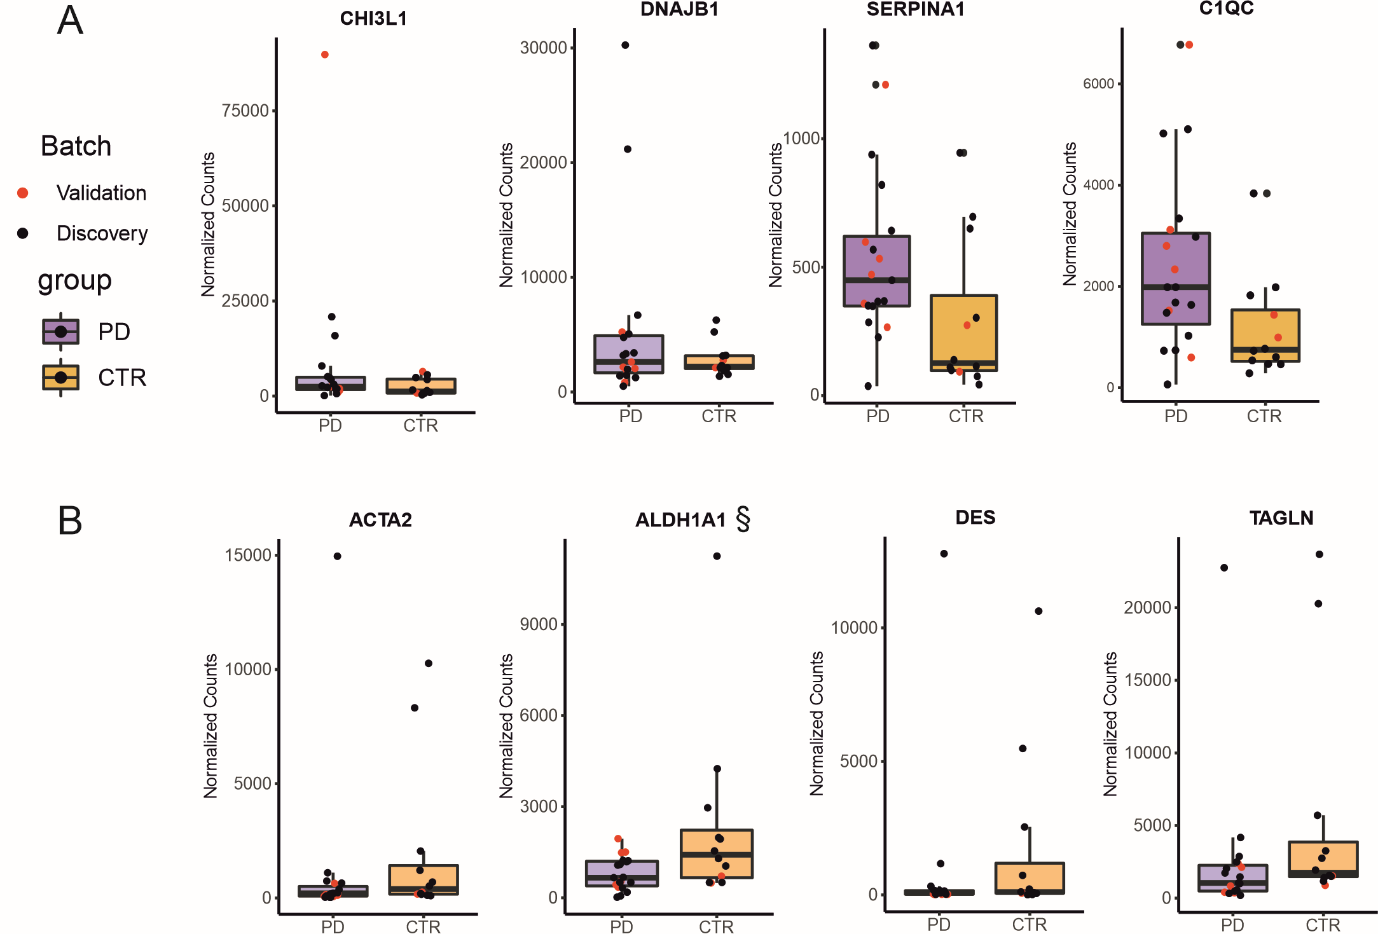 A
CHI3L1
DNAJB1
SERPINA1
C1QC
Batch
Validation
Discovery
group
PD
CTR
Normalized Counts
75000
50000
25000
0
PD
CTR
Normalized Counts
30000
20000
10000
0
PD
CTR
Normalized Counts
1000
500
0
PD
CTR
Normalized Counts
6000
4000
2000
0
PD
CTR
B
ACTA2
ALDH1A1 §
DES
TAGLN
Normalized Counts
15000
10000
5000
0
PD
CTR
Normalized Counts
9000
6000
3000
0
PD
CTR
Normalized Counts
10000
5000
0
PD
CTR
Normalized Counts
20000
15000
10000
5000
0
PD
CTR